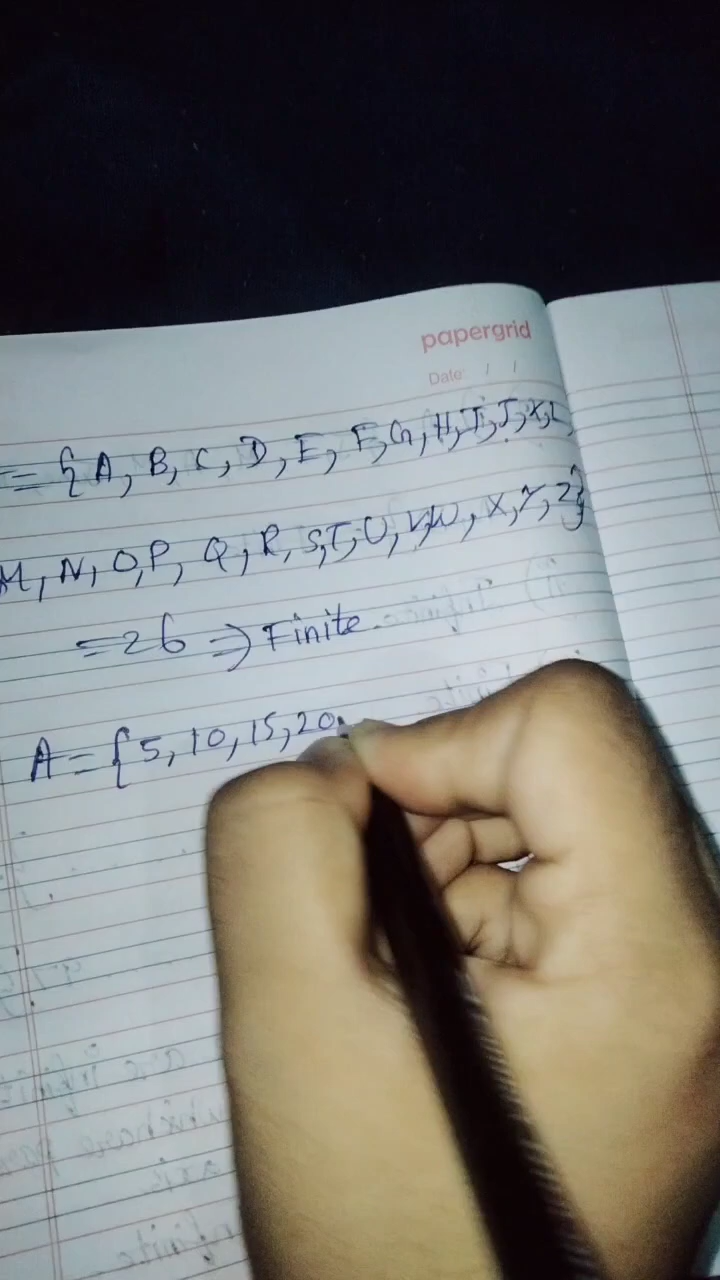 papergrid
Date: / /
= {A, B, C, D, E, F, G, H, I, J, K, L,
M, N, O, P, Q, R, S, T, U, V, W, X, Y, Z}
= 26 ⇒ Finite.
A = {5, 10, 15, 20,